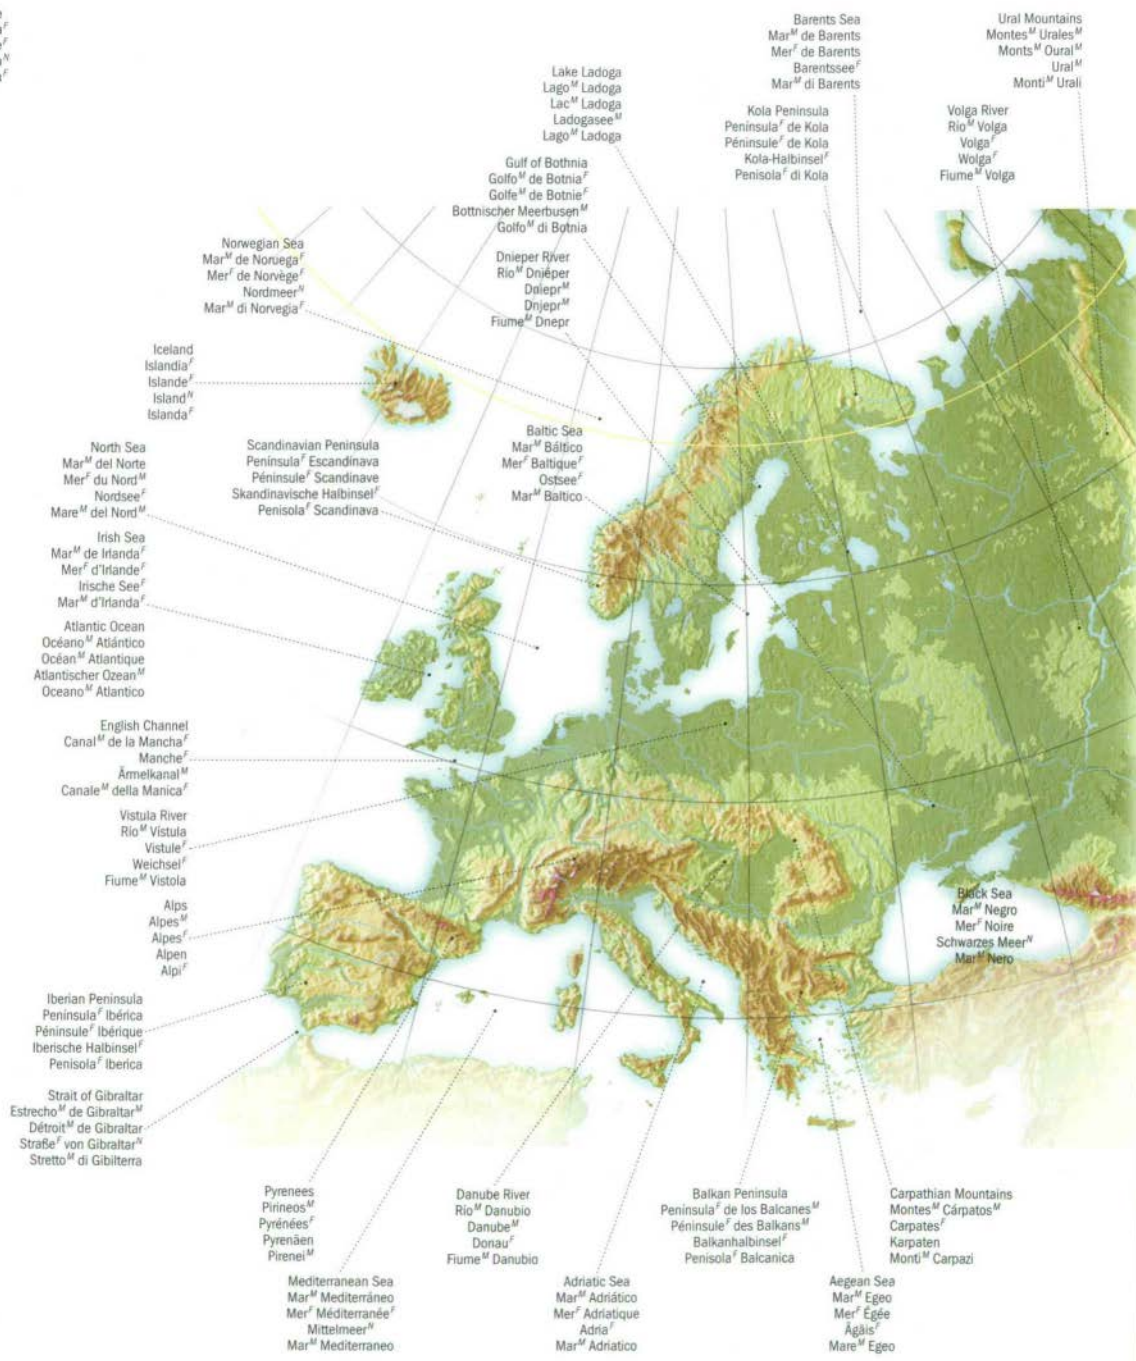 Barents Sea
Mar^M de Barents
Mer^F de Barents
Barentssee^F
Mar^M di Barents
Ural Mountains
Montes^M Urales^M
Monts^M Oural^M
Ural^M
Monti^M Urali
Lake Ladoga
Lago^M Ladoga
Lac^M Ladoga
Ladogasee^M
Lago^M Ladoga
Kola Peninsula
Península^F de Kola
Péninsule^F de Kola
Kola-Halbinsel^F
Penisola^F di Kola
Volga River
Río^M Volga
Volga^F
Wolga^F
Fiume^M Volga
Gulf of Bothnia
Golfo^M de Botnia^F
Golfe^M de Botnie^F
Bottnischer Meerbusen^M
Golfo^M di Botnia
Norwegian Sea
Mar^M de Noruega^F
Mer^F de Norvège^F
Nordmeer^N
Mar^M di Norvegia^F
Dnieper River
Río^M Dniéper
Dniepr^M
Dnjepr^M
Fiume^M Dnepr
Iceland
Islandia^F
Islande^F
Island^N
Islanda^F
North Sea
Mar^M del Norte
Mer^F du Nord^M
Nordsee^F
Mare^M del Nord^M
Scandinavian Peninsula
Península^F Escandinava
Péninsule^F Scandinave
Skandinavische Halbinsel^F
Penisola^F Scandinava
Baltic Sea
Mar^M Báltico
Mer^F Baltique^F
Ostsee^F
Mar^M Baltico
Irish Sea
Mar^M de Irlanda^F
Mer^F d'Irlande^F
Irische See^F
Mar^M d'Irlanda^F
Atlantic Ocean
Océano^M Atlántico
Océan^M Atlantique
Atlantischer Ozean^M
Oceano^M Atlantico
English Channel
Canal^M de la Mancha^F
Manche^F
Ärmelkanal^M
Canale^M della Manica^F
Vistula River
Río^M Vístula
Vistule^F
Weichsel^F
Fiume^M Vistola
Alps
Alpes^M
Alpes^F
Alpen
Alpi^F
Black Sea
Mar^M Negro
Mer^F Noire
Schwarzes Meer^N
Mar^M Nero
Iberian Peninsula
Península^F Ibérica
Péninsule^F Ibérique
Iberische Halbinsel^F
Penisola^F Iberica
Strait of Gibraltar
Estrecho^M de Gibraltar^M
Détroit^M de Gibraltar
Straße^F von Gibraltar^N
Stretto^M di Gibilterra
Pyrenees
Pirineos^M
Pyrénées^F
Pyrenäen
Pirenei^M
Danube River
Río^M Danubio
Danube^M
Donau^F
Fiume^M Danubio
Balkan Peninsula
Península^F de los Balcanes^M
Péninsule^F des Balkans^M
Balkanhalbinsel^F
Penisola^F Balcanica
Carpathian Mountains
Montes^M Cárpatos^M
Carpates^F
Karpaten
Monti^M Carpazi
Mediterranean Sea
Mar^M Mediterráneo
Mer^F Méditerranée^F
Mittelmeer^N
Mar^M Mediterraneo
Adriatic Sea
Mar^M Adriático
Mer^F Adriatique
Adria^F
Mar^M Adriatico
Aegean Sea
Mar^M Egeo
Mer^F Égée
Ägäis^F
Mare^M Egeo